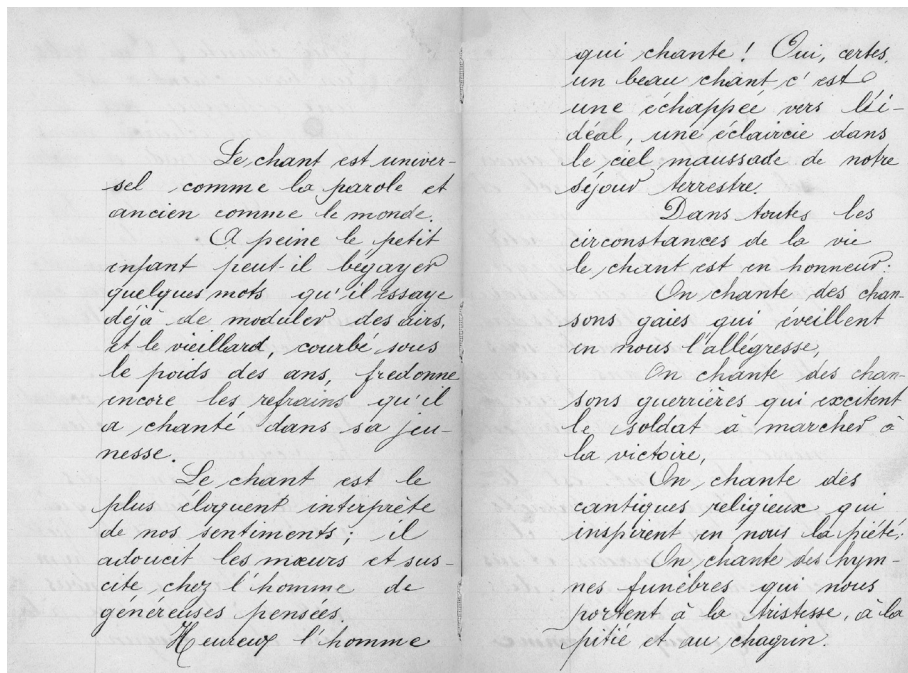 Le chant est univer-
sel comme la parole et
ancien comme le monde.
A peine le petit
enfant peut-il bégayer
quelques mots qu'il essaye
déjà de moduler des airs,
et le vieillard, courbé sous
le poids des ans, fredonne
encore les refrains qu'il
a chanté dans sa jeu-
nesse.
Le chant est le
plus éloquent interprète
de nos sentiments; il
adoucit les mœurs et sus-
cite chez l'homme de
généreuses pensées.
Heureux l'homme
qui chante! Oui, certes,
un beau chant c'est
une échappée vers l'i-
déal, une éclaircie dans
le ciel maussade de notre
séjour terrestre.
Dans toutes les
circonstances de la vie
le chant est en honneur:
On chante des chan-
sons gaies qui éveillent
en nous l'allégresse,
On chante des chan-
sons guerrières qui excitent
le soldat à marcher à
la victoire,
On chante des
cantiques religieux qui
inspirent en nous la piété;
On chante des hym-
nes funèbres qui nous
portent à la tristesse, à la
pitié et au chagrin.